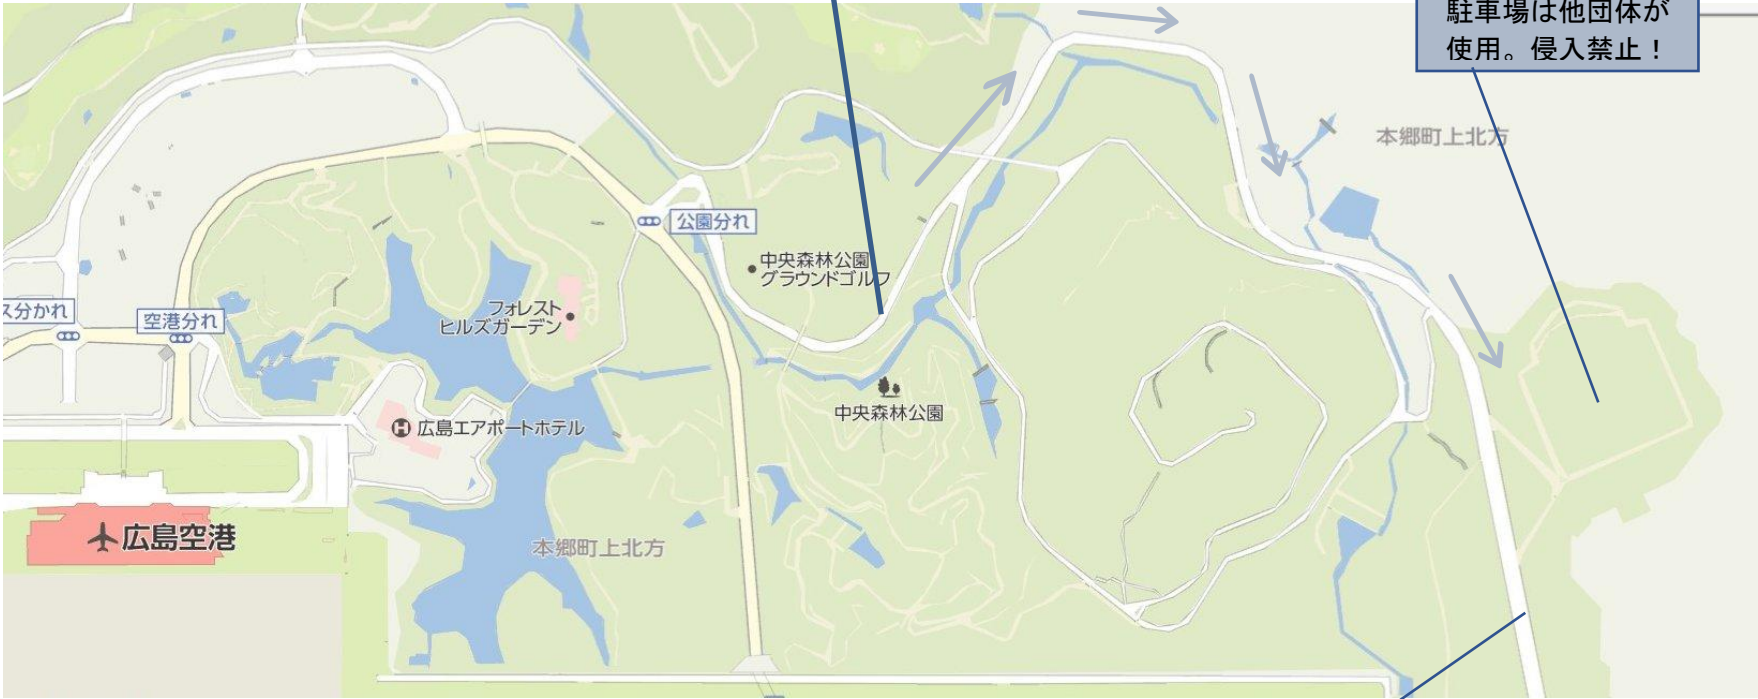 駐車場は他団体が
使用。侵入禁止！
本郷町上北方
公園分れ
中央森林公園
グラウンドゴルフ
フォレスト
ヒルズガーデン
ス分かれ
空港分れ
中央森林公園
H 広島エアポートホテル
広島空港
本郷町上北方